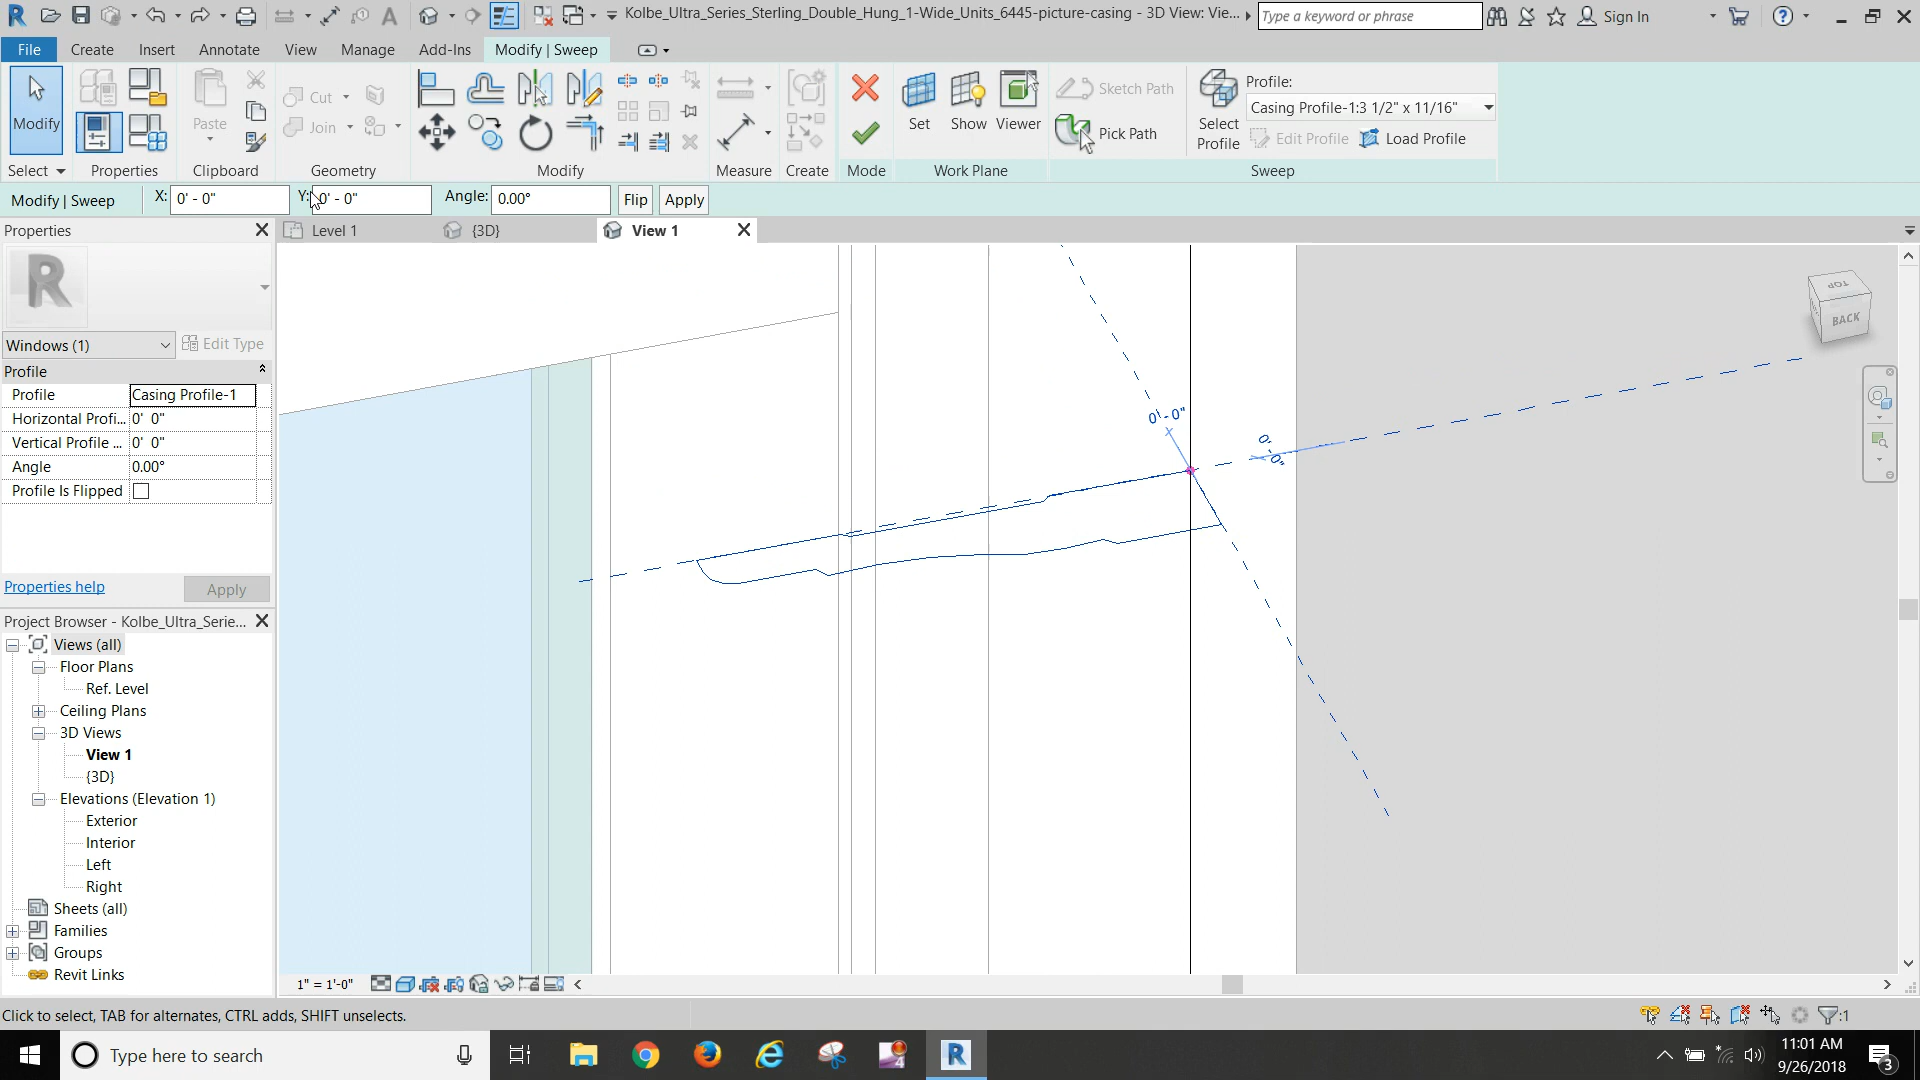 Kolbe_Ultra_Series_Sterling_Double_Hung_1-Wide_Units_6445-picture-casing - 3D View: Vie...
Type a keyword or phrase
Sign In
File Create Insert Annotate View Manage Add-Ins Modify | Sweep
Modify
Paste
Cut
Join
Set
Show
Viewer
Sketch Path
Pick Path
Select Profile
Profile:
Casing Profile-1:3 1/2" x 11/16"
Edit Profile
Load Profile
Select Properties Clipboard Geometry Modify Measure Create Mode Work Plane Sweep
Modify | Sweep X: 0' - 0" Y: 0' - 0" Angle: 0.00° Flip Apply
Properties
Level 1 {3D} View 1
R
Windows (1) Edit Type
Profile
Profile Casing Profile-1
Horizontal Profi... 0' 0"
Vertical Profile ... 0' 0"
Angle 0.00°
Profile Is Flipped
Properties help Apply
Project Browser - Kolbe_Ultra_Serie...
Views (all)
Floor Plans
Ref. Level
Ceiling Plans
3D Views
View 1
{3D}
Elevations (Elevation 1)
Exterior
Interior
Left
Right
Sheets (all)
Families
Groups
Revit Links
0'-0"
0'-0"
TOP
BACK
1" = 1'-0"
Click to select, TAB for alternates, CTRL adds, SHIFT unselects.
:1
Type here to search
11:01 AM
9/26/2018
3